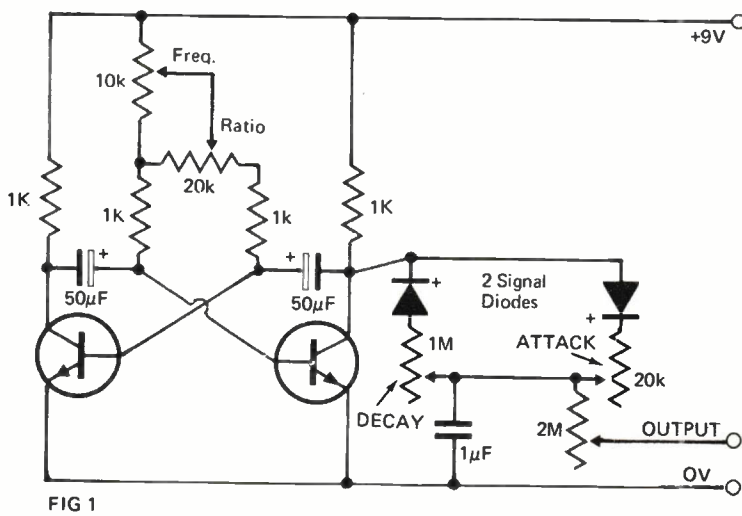 +9V
Freq.
10k
Ratio
20k
1K
1K
1k
1K
+
+
50µF
50µF
+
2 Signal
Diodes
+
1M
ATTACK
20k
DECAY
1µF
2M
OUTPUT
OV
FIG 1